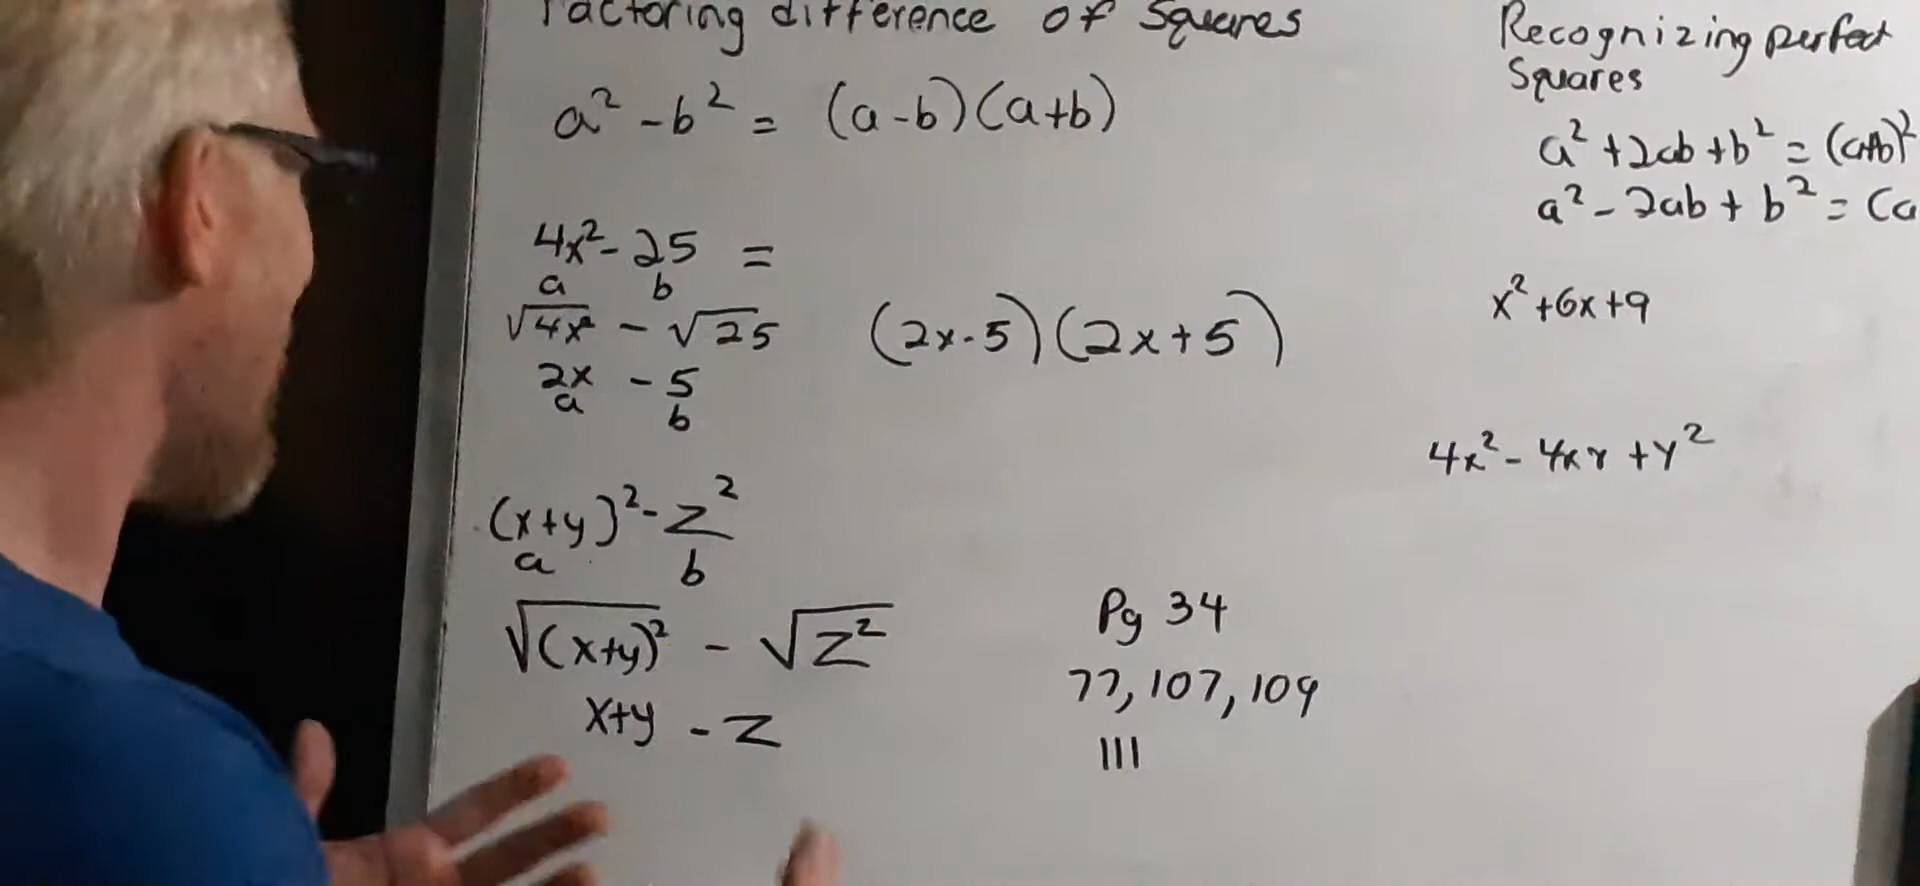 Factoring difference of Squares
a² - b² = (a-b)(a+b)
4x² - 25 =
a b
√4x² - √25
(2x-5)(2x+5)
2x - 5
a b
(x+y)² - z²
a b
√(x+y)² - √z²
x+y - z
Pg 34
77, 107, 109
111
Recognizing perfect
Squares
a² + 2ab + b² = (a+b)²
a² - 2ab + b² = (a
x² + 6x + 9
4x² - 4xy + y²